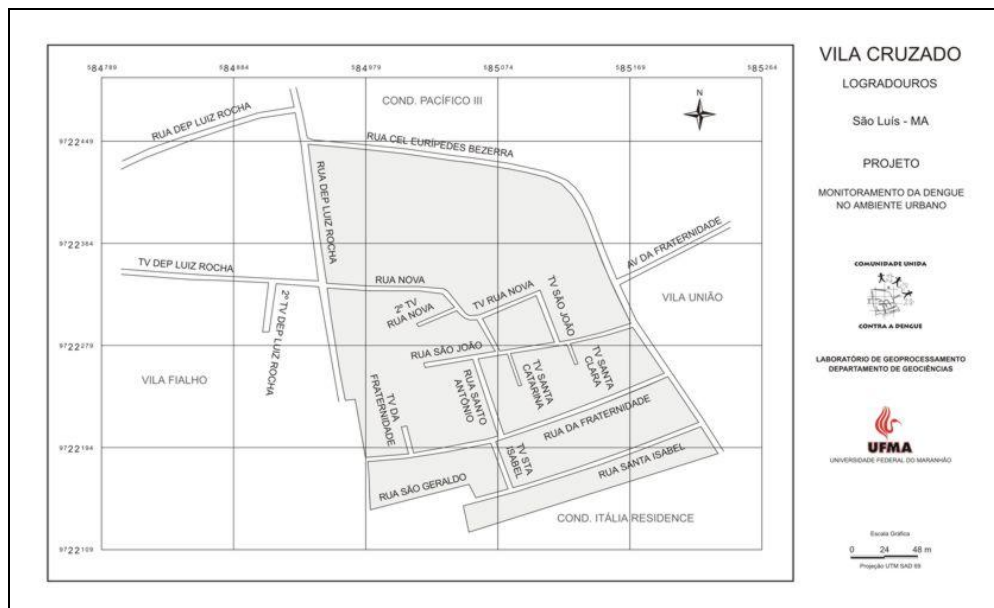 584789
584884
584979
585074
585169
585264
9722449
9722364
9722279
9722194
9722109
COND. PACÍFICO III
N
RUA DEP LUIZ ROCHA
RUA CEL EURÍPEDES BEZERRA
RUA DEP LUIZ ROCHA
AV DA FRATERNIDADE
TV DEP LUIZ ROCHA
RUA NOVA
2º TV DEP LUIZ ROCHA
2ª TV
RUA NOVA
TV RUA NOVA
TV SÃO JOÃO
VILA UNIÃO
RUA SÃO JOÃO
VILA FIALHO
TV DA
FRATERNIDADE
RUA SANTO
ANTÔNIO
TV SANTA
CATARINA
TV SANTA
CLARA
RUA DA FRATERNIDADE
TV STA
ISABEL
RUA SÃO GERALDO
RUA SANTA ISABEL
COND. ITÁLIA RESIDENCE
VILA CRUZADO
LOGRADOUROS
São Luís - MA
PROJETO
MONITORAMENTO DA DENGUE
NO AMBIENTE URBANO
COMUNIDADE UNIDA
CONTRA A DENGUE
LABORATÓRIO DE GEOPROCESSAMENTO
DEPARTAMENTO DE GEOCIÊNCIAS
UFMA
UNIVERSIDADE FEDERAL DO MARANHÃO
Escala Gráfica
0 24 48 m
Projeção UTM SAD 69